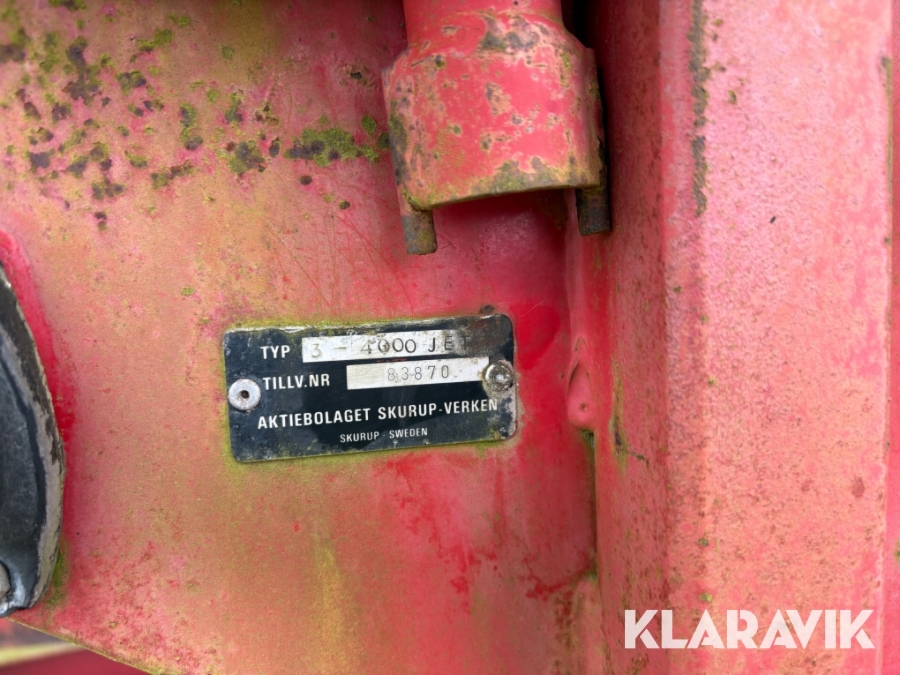 TYP 3 - 4000 JET
TILLV.NR 83870
AKTIEBOLAGET SKURUP-VERKEN
SKURUP SWEDEN
KLARAVIK